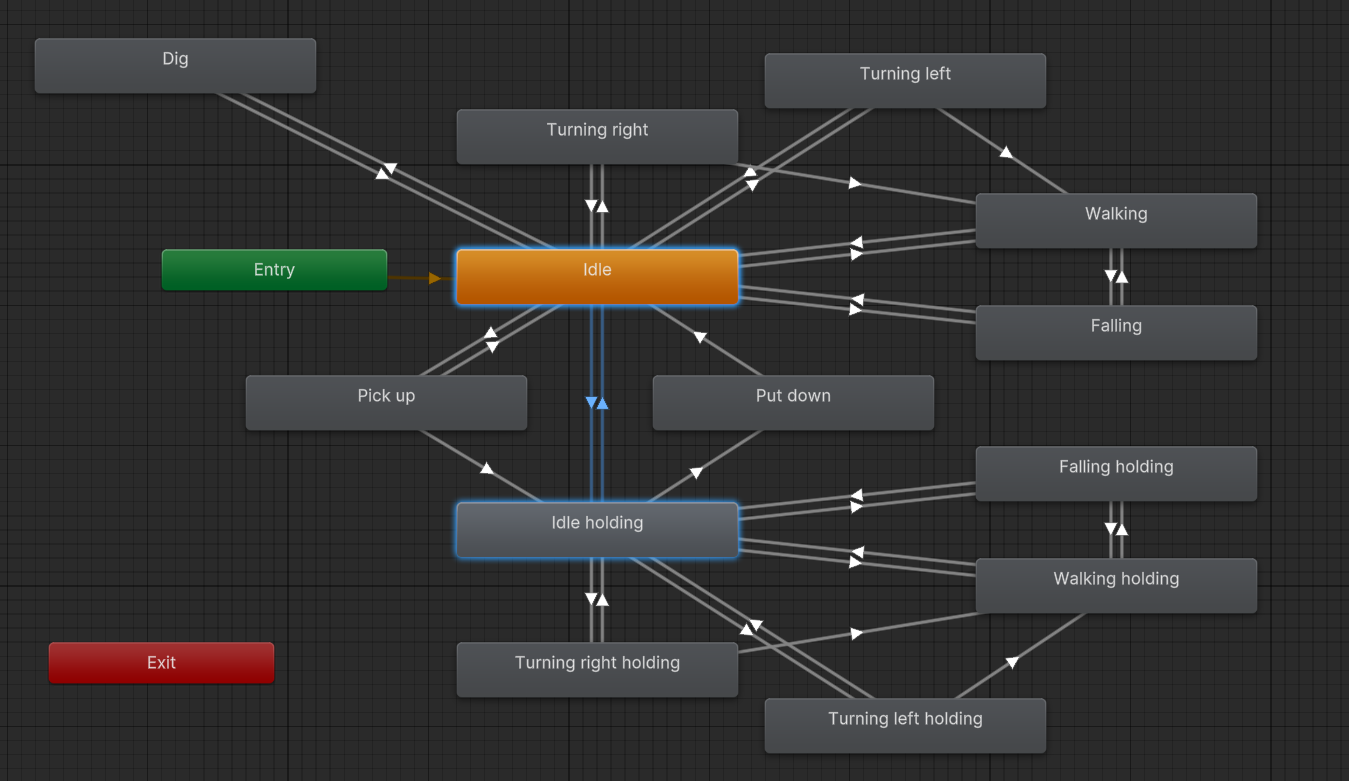 Dig
Turning left
Turning right
Walking
Entry
Idle
Falling
Pick up
Put down
Falling holding
Idle holding
Walking holding
Exit
Turning right holding
Turning left holding